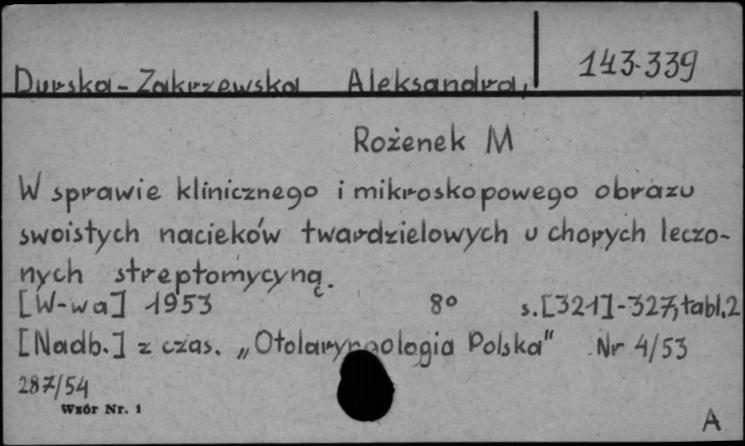 Durska-Zakrzewska Aleksandra, 143.339
Rożenek M
W sprawie klinicznego i mikroskopowego obrazu
swoistych nacieków twardzielowych u chorych leczo-
nych streptomycyną.
[W-wa] 1953 8° s.[321]-327, tabl.2
[Nadb.] z czas. „Otolaryngologia Polska" Nr 4/53
287/54
Wzór Nr. 1
A